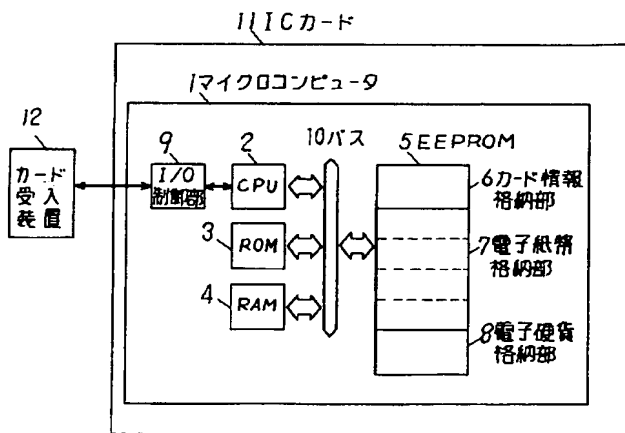 11ICカード
1マイクロコンピュータ
12
カード
受入
装置
9
I/O
制御部
2
CPU
10バス
5EEPROM
6カード情報
格納部
3
ROM
7電子紙幣
格納部
4
RAM
8電子硬貨
格納部